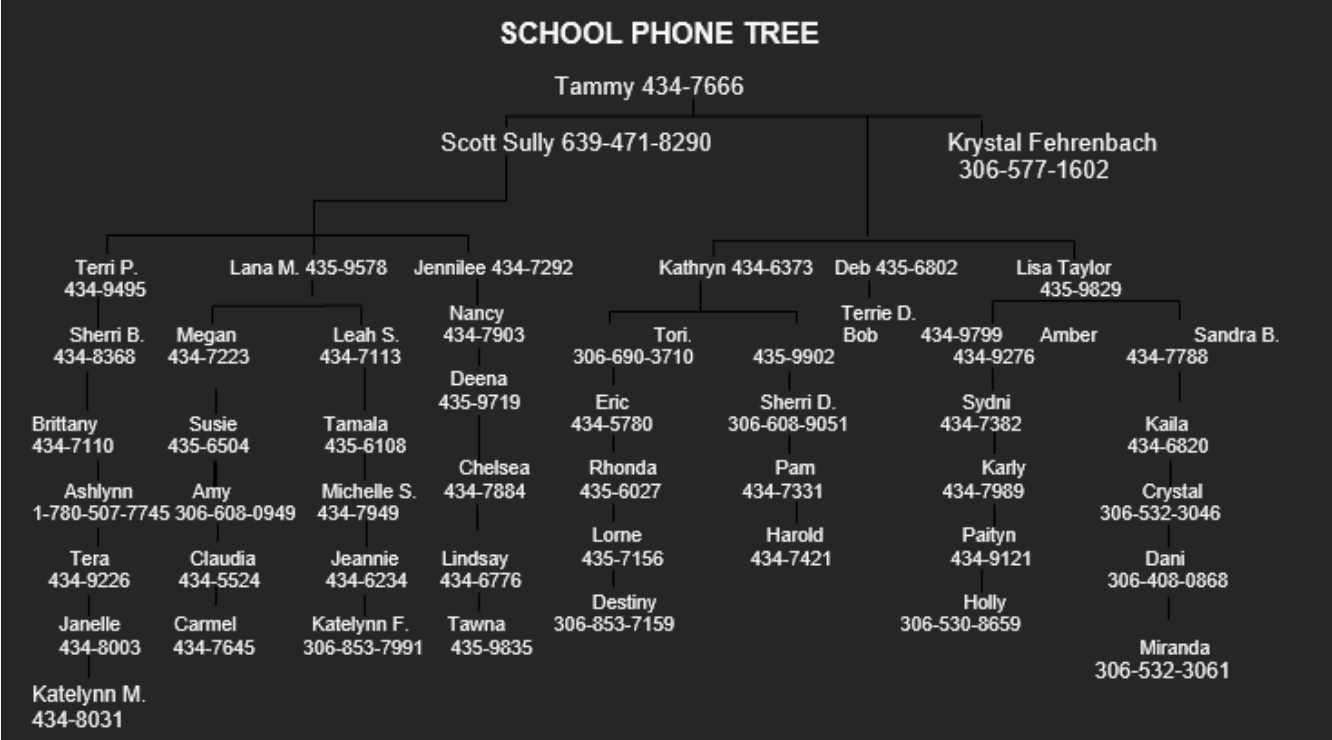 SCHOOL PHONE TREE
Tammy 434-7666
Scott Sully 639-471-8290
Krystal Fehrenbach
306-577-1602
Terri P.
434-9495
Lana M. 435-9578
Jennilee 434-7292
Kathryn 434-6373
Deb 435-6802
Lisa Taylor
435-9829
Sherri B.
434-8368
Megan
434-7223
Leah S.
434-7113
Nancy
434-7903
Tori.
306-690-3710
435-9902
Terrie D.
Bob
434-9799
434-9276
Amber
Sandra B.
434-7788
Deena
435-9719
Brittany
434-7110
Susie
435-6504
Tamala
435-6108
Eric
434-5780
Sherri D.
306-608-9051
Sydni
434-7382
Kaila
434-6820
Chelsea
434-7884
Rhonda
435-6027
Pam
434-7331
Karly
434-7989
Ashlynn
1-780-507-7745
Amy
306-608-0949
Michelle S.
434-7949
Crystal
306-532-3046
Lorne
435-7156
Harold
434-7421
Paityn
434-9121
Tera
434-9226
Claudia
434-5524
Jeannie
434-6234
Lindsay
434-6776
Dani
306-408-0868
Destiny
306-853-7159
Holly
306-530-8659
Janelle
434-8003
Carmel
434-7645
Katelynn F.
306-853-7991
Tawna
435-9835
Miranda
306-532-3061
Katelynn M.
434-8031